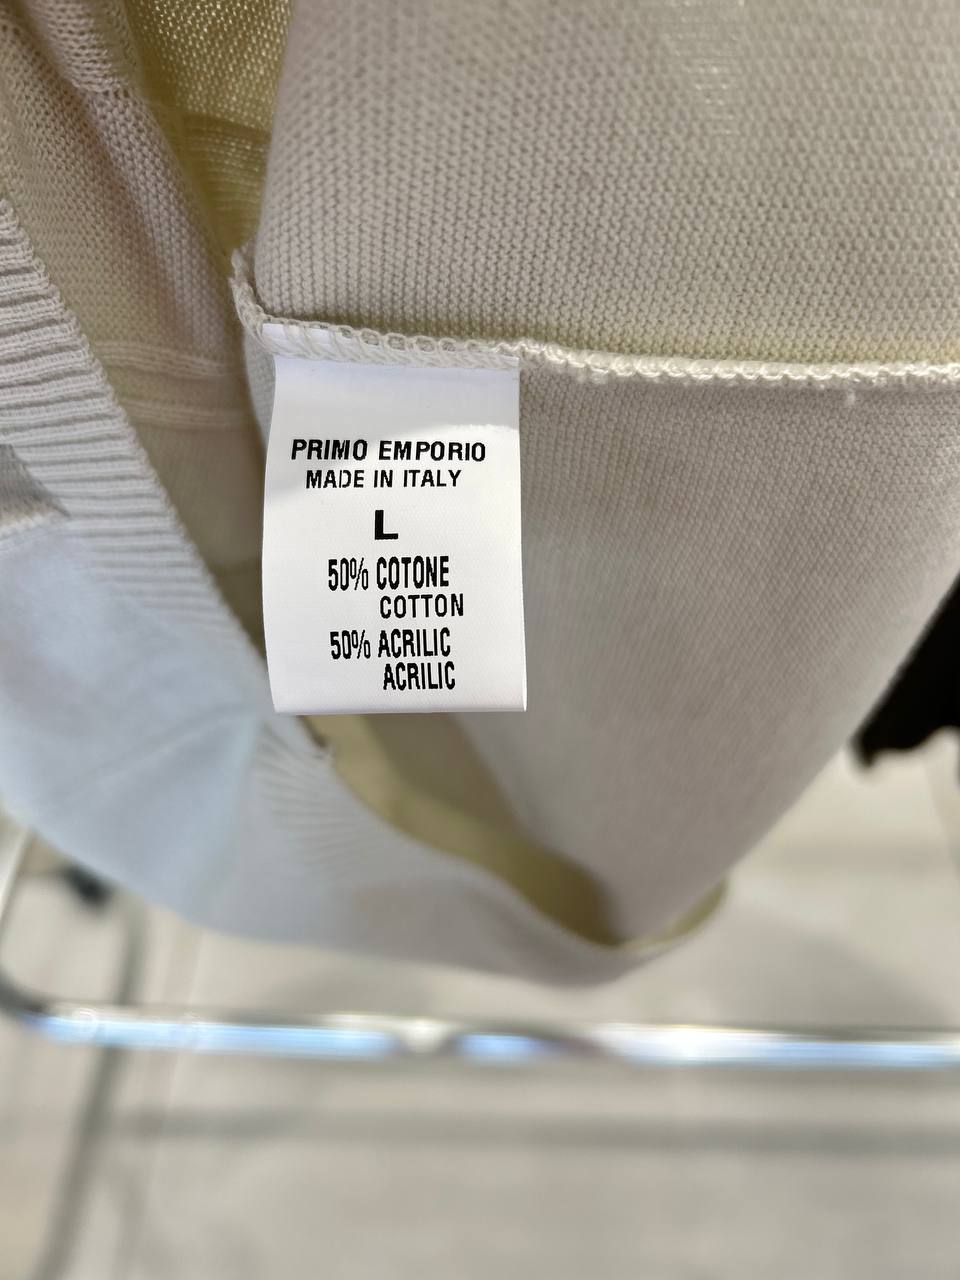 PRIMO EMPORIO
MADE IN ITALY
L
50% COTONE
COTTON
50% ACRILIC
ACRILIC